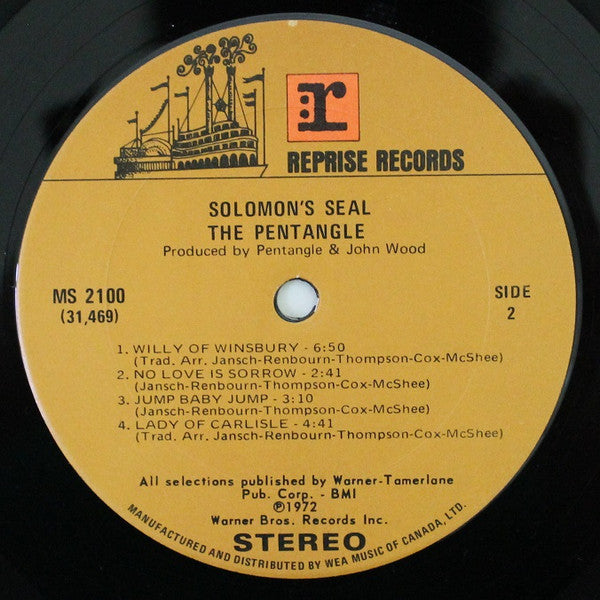 r
REPRISE RECORDS
SOLOMON'S SEAL
THE PENTANGLE
Produced by Pentangle & John Wood
MS 2100
(31,469)
SIDE
2
1. WILLY OF WINSBURY - 6:50
(Trad. Arr. Jansch-Renbourn-Thompson-Cox-McShee)
2. NO LOVE IS SORROW - 2:41
(Jansch-Renbourn-Thompson-Cox-McShee)
3. JUMP BABY JUMP - 3:10
(Jansch-Renbourn-Thompson-Cox-McShee)
4. LADY OF CARLISLE - 4:41
(Trad. Arr. Jansch-Renbourn-Thompson-Cox-McShee)
All selections published by Warner-Tamerlane
Pub. Corp. - BMI
℗1972
Warner Bros. Records Inc.
STEREO
MANUFACTURED AND DISTRIBUTED BY WEA MUSIC OF CANADA, LTD.